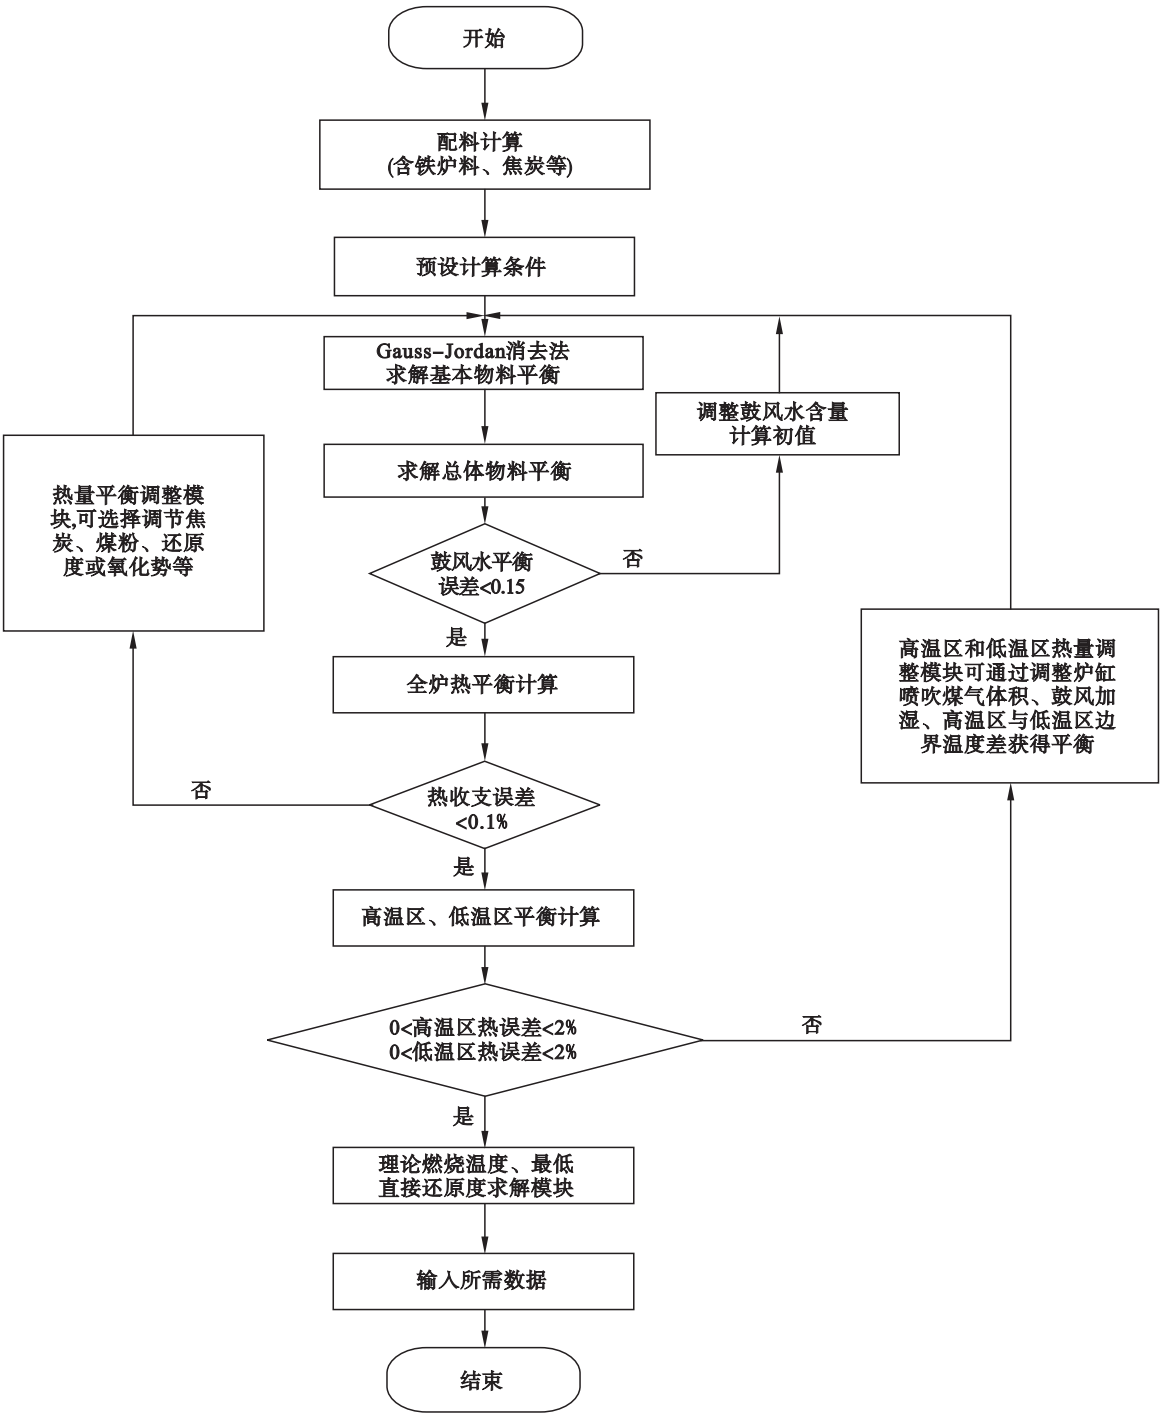 开始
配料计算
(含铁炉料、焦炭等)
预设计算条件
Gauss-Jordan消去法
求解基本物料平衡
调整鼓风水含量
计算初值
求解总体物料平衡
热量平衡调整模
块,可选择调节焦
炭、煤粉、还原
度或氧化势等
鼓风水平衡
误差<0.15
否
是
高温区和低温区热量调
整模块可通过调整炉缸
喷吹煤气体积、鼓风加
湿、高温区与低温区边
界温度差获得平衡
全炉热平衡计算
否
热收支误差
<0.1%
是
高温区、低温区平衡计算
0<高温区热误差<2%
0<低温区热误差<2%
否
是
理论燃烧温度、最低
直接还原度求解模块
输入所需数据
结束